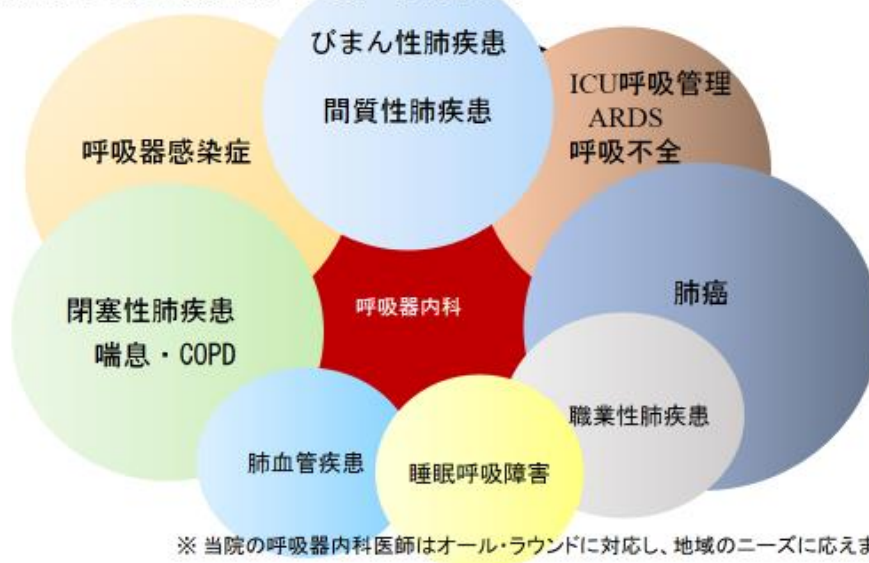 びまん性肺疾患
間質性肺疾患
ICU呼吸管理
ARDS
呼吸不全
呼吸器感染症
肺癌
呼吸器内科
閉塞性肺疾患
喘息・COPD
職業性肺疾患
肺血管疾患
睡眠呼吸障害
※ 当院の呼吸器内科医師はオール・ラウンドに対応し、地域のニーズに応えま